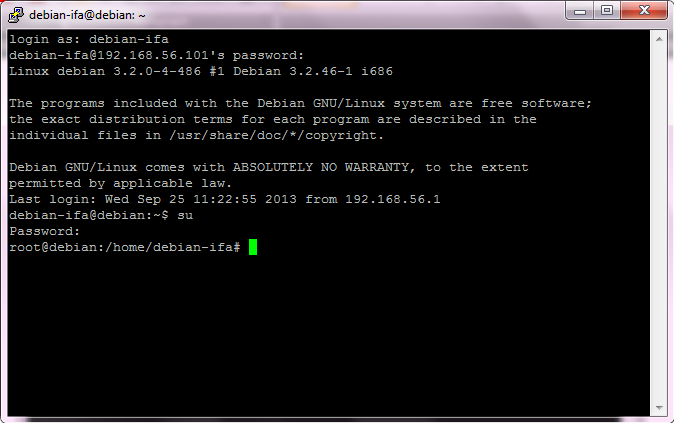 debian-ifa@debian: ~
login as: debian-ifa
debian-ifa@192.168.56.101's password:
Linux debian 3.2.0-4-486 #1 Debian 3.2.46-1 i686
The programs included with the Debian GNU/Linux system are free software;
the exact distribution terms for each program are described in the
individual files in /usr/share/doc/*/copyright.
Debian GNU/Linux comes with ABSOLUTELY NO WARRANTY, to the extent
permitted by applicable law.
Last login: Wed Sep 25 11:22:55 2013 from 192.168.56.1
debian-ifa@debian:~$ su
Password:
root@debian:/home/debian-ifa#